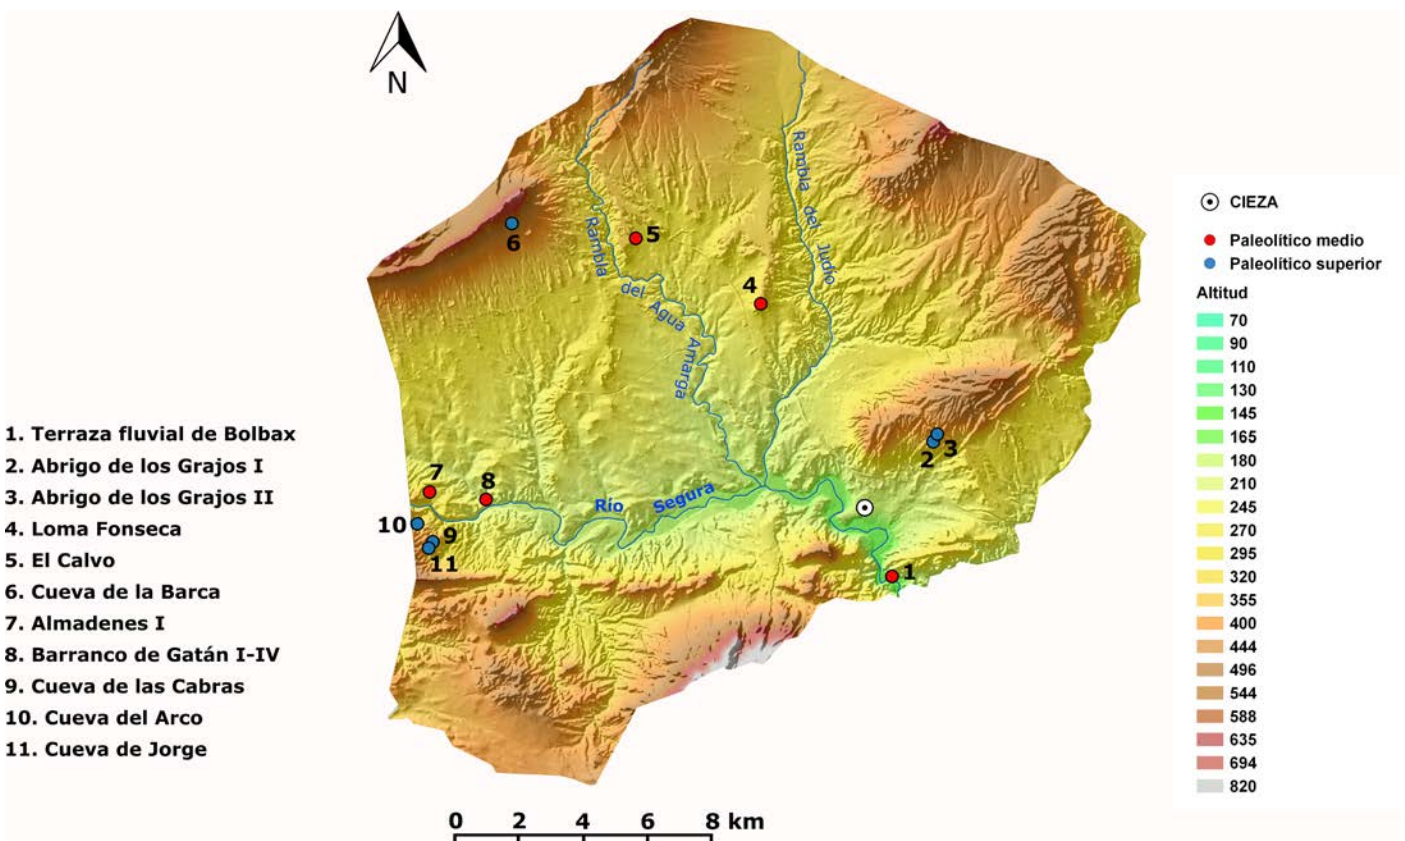 N
CIEZA
Paleolítico medio
Paleolítico superior
Altitud
70
90
110
130
145
165
180
210
245
270
295
320
355
400
444
496
544
588
635
694
820
Rambla del Judío
Rambla del Agua Amarga
Río Segura
6
5
4
3
2
7
8
10
9
11
1
1. Terraza fluvial de Bolbax
2. Abrigo de los Grajos I
3. Abrigo de los Grajos II
4. Loma Fonseca
5. El Calvo
6. Cueva de la Barca
7. Almadenes I
8. Barranco de Gatán I-IV
9. Cueva de las Cabras
10. Cueva del Arco
11. Cueva de Jorge
0 2 4 6 8 km